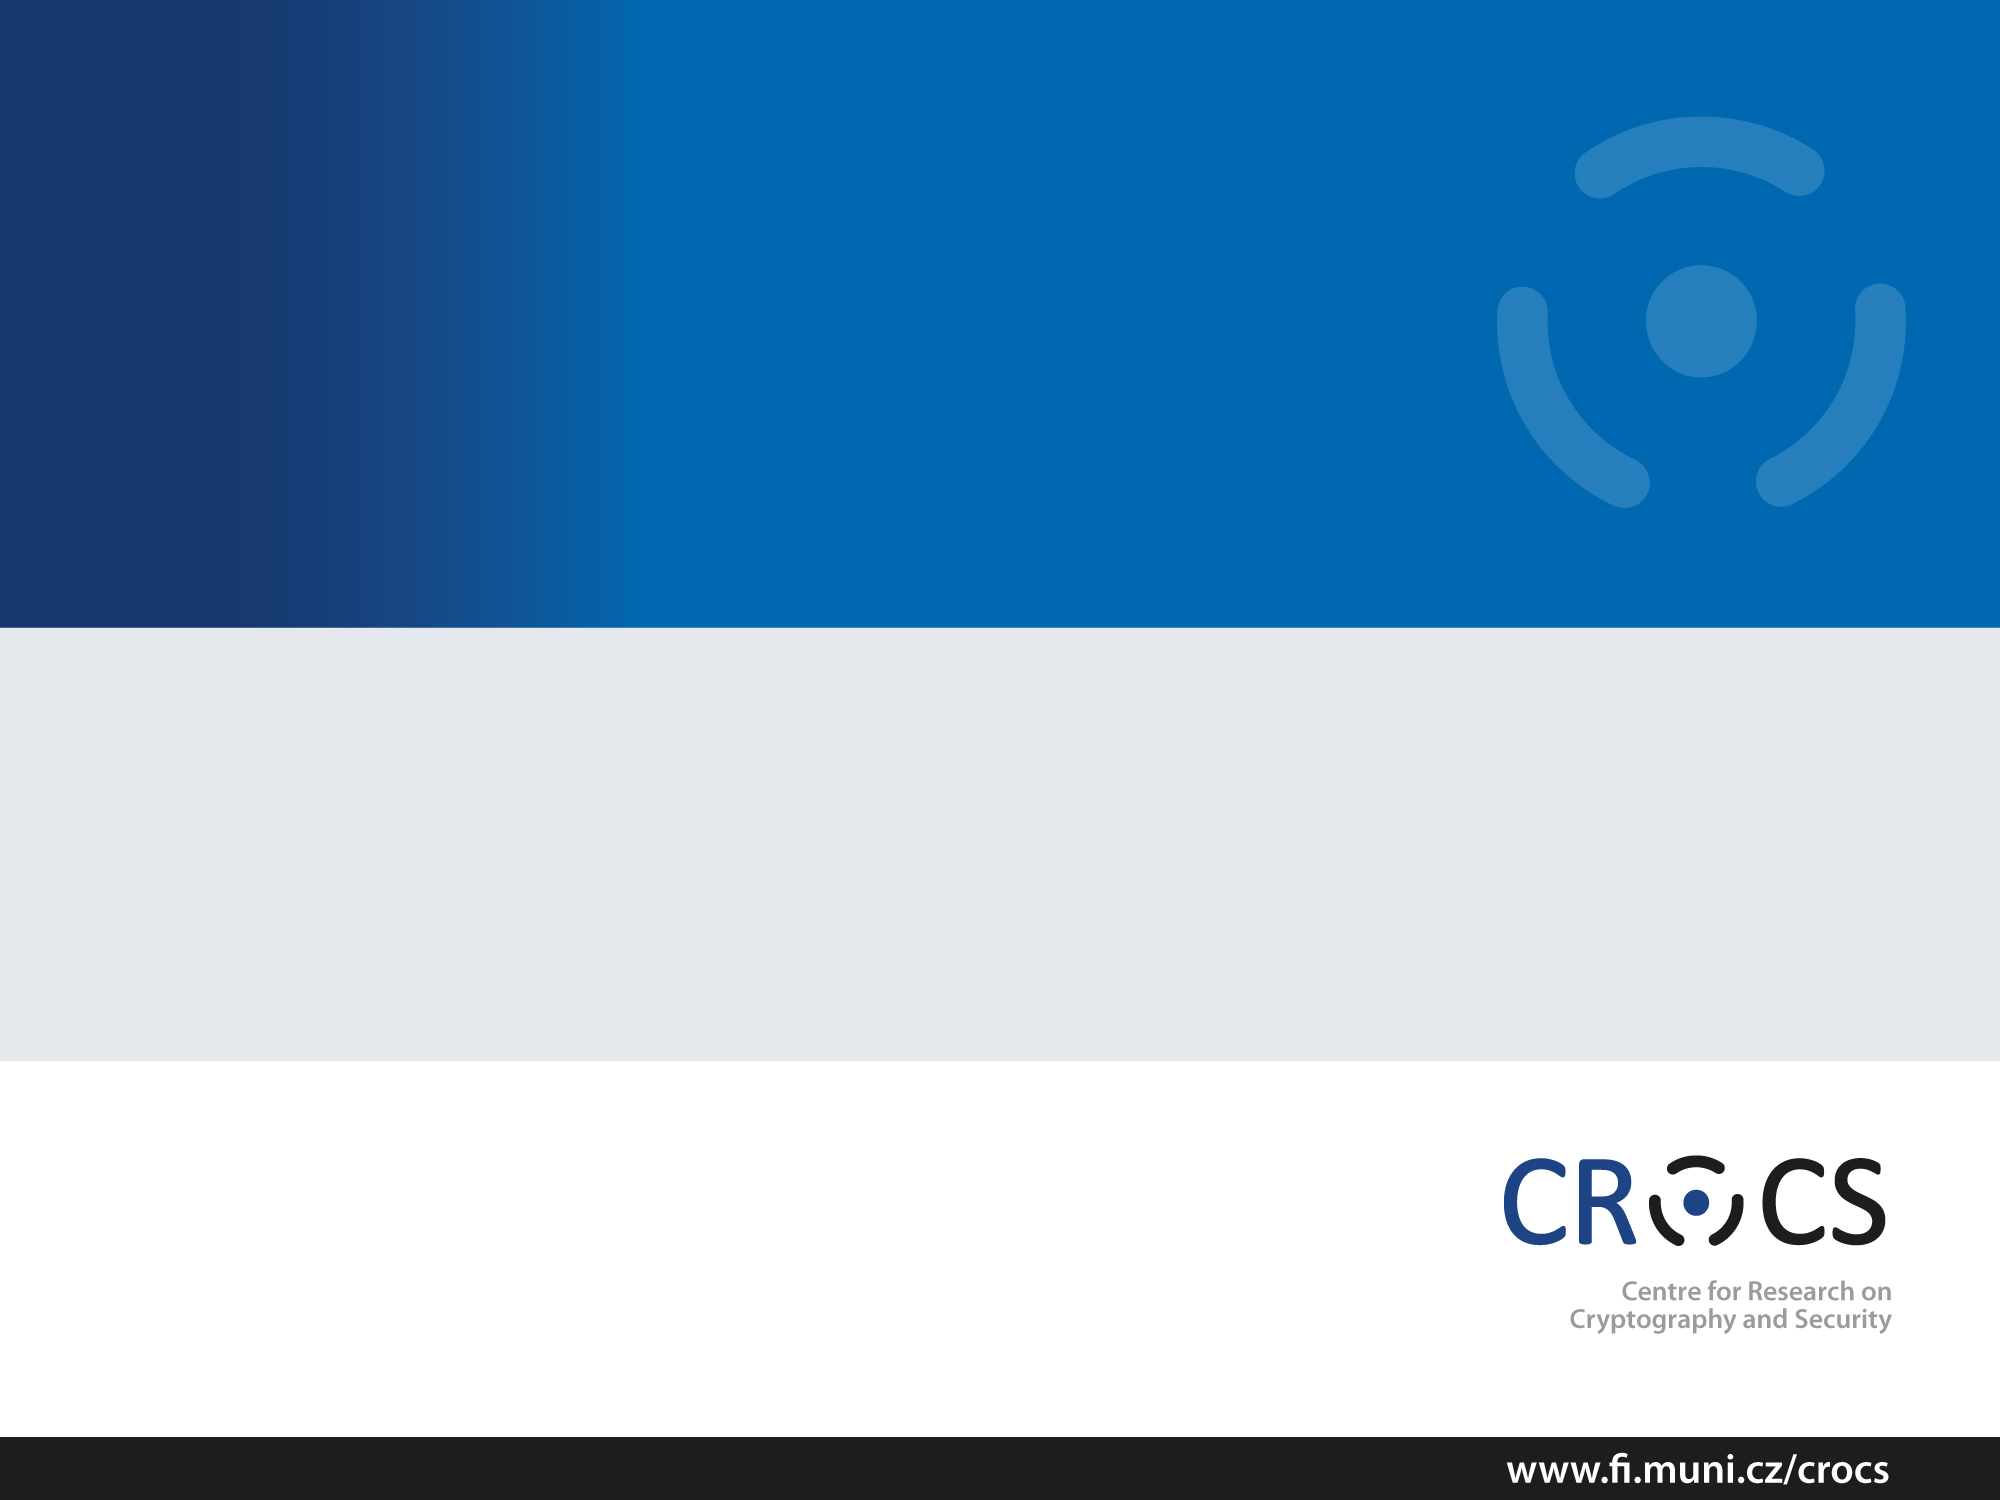 CROCS
Centre for Research on
Cryptography and Security
www.fi.muni.cz/crocs